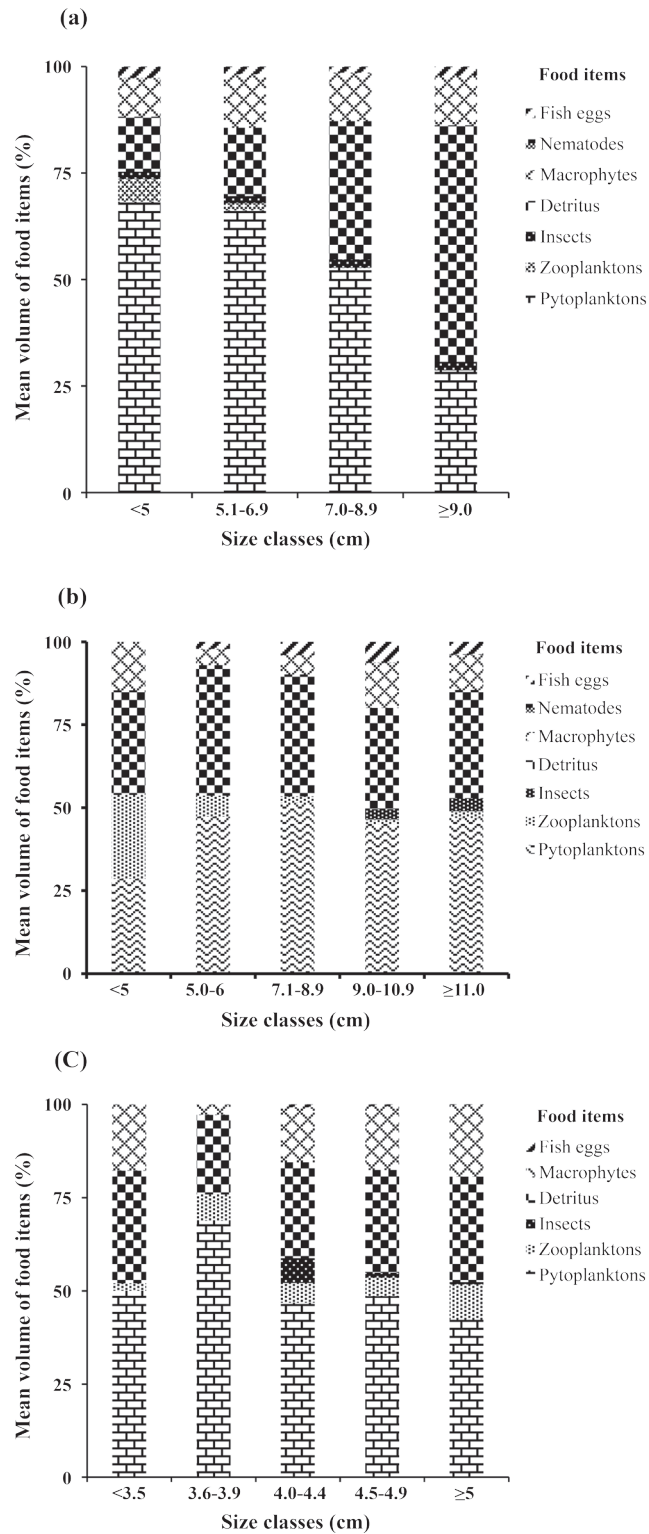 (a)
Mean volume of food items (%)
100
75
50
25
0
<5 5.1-6.9 7.0-8.9 ≥9.0
Size classes (cm)
Food items
Fish eggs
Nematodes
Macrophytes
Detritus
Insects
Zooplanktons
Pytoplanktons
(b)
Mean volume of food items (%)
100
75
50
25
0
<5 5.0-6 7.1-8.9 9.0-10.9 ≥11.0
Size classes (cm)
Food items
Fish eggs
Nematodes
Macrophytes
Detritus
Insects
Zooplanktons
Pytoplanktons
(C)
Mean volume of food items (%)
100
75
50
25
0
<3.5 3.6-3.9 4.0-4.4 4.5-4.9 ≥5
Size classes (cm)
Food items
Fish eggs
Macrophytes
Detritus
Insects
Zooplanktons
Pytoplanktons